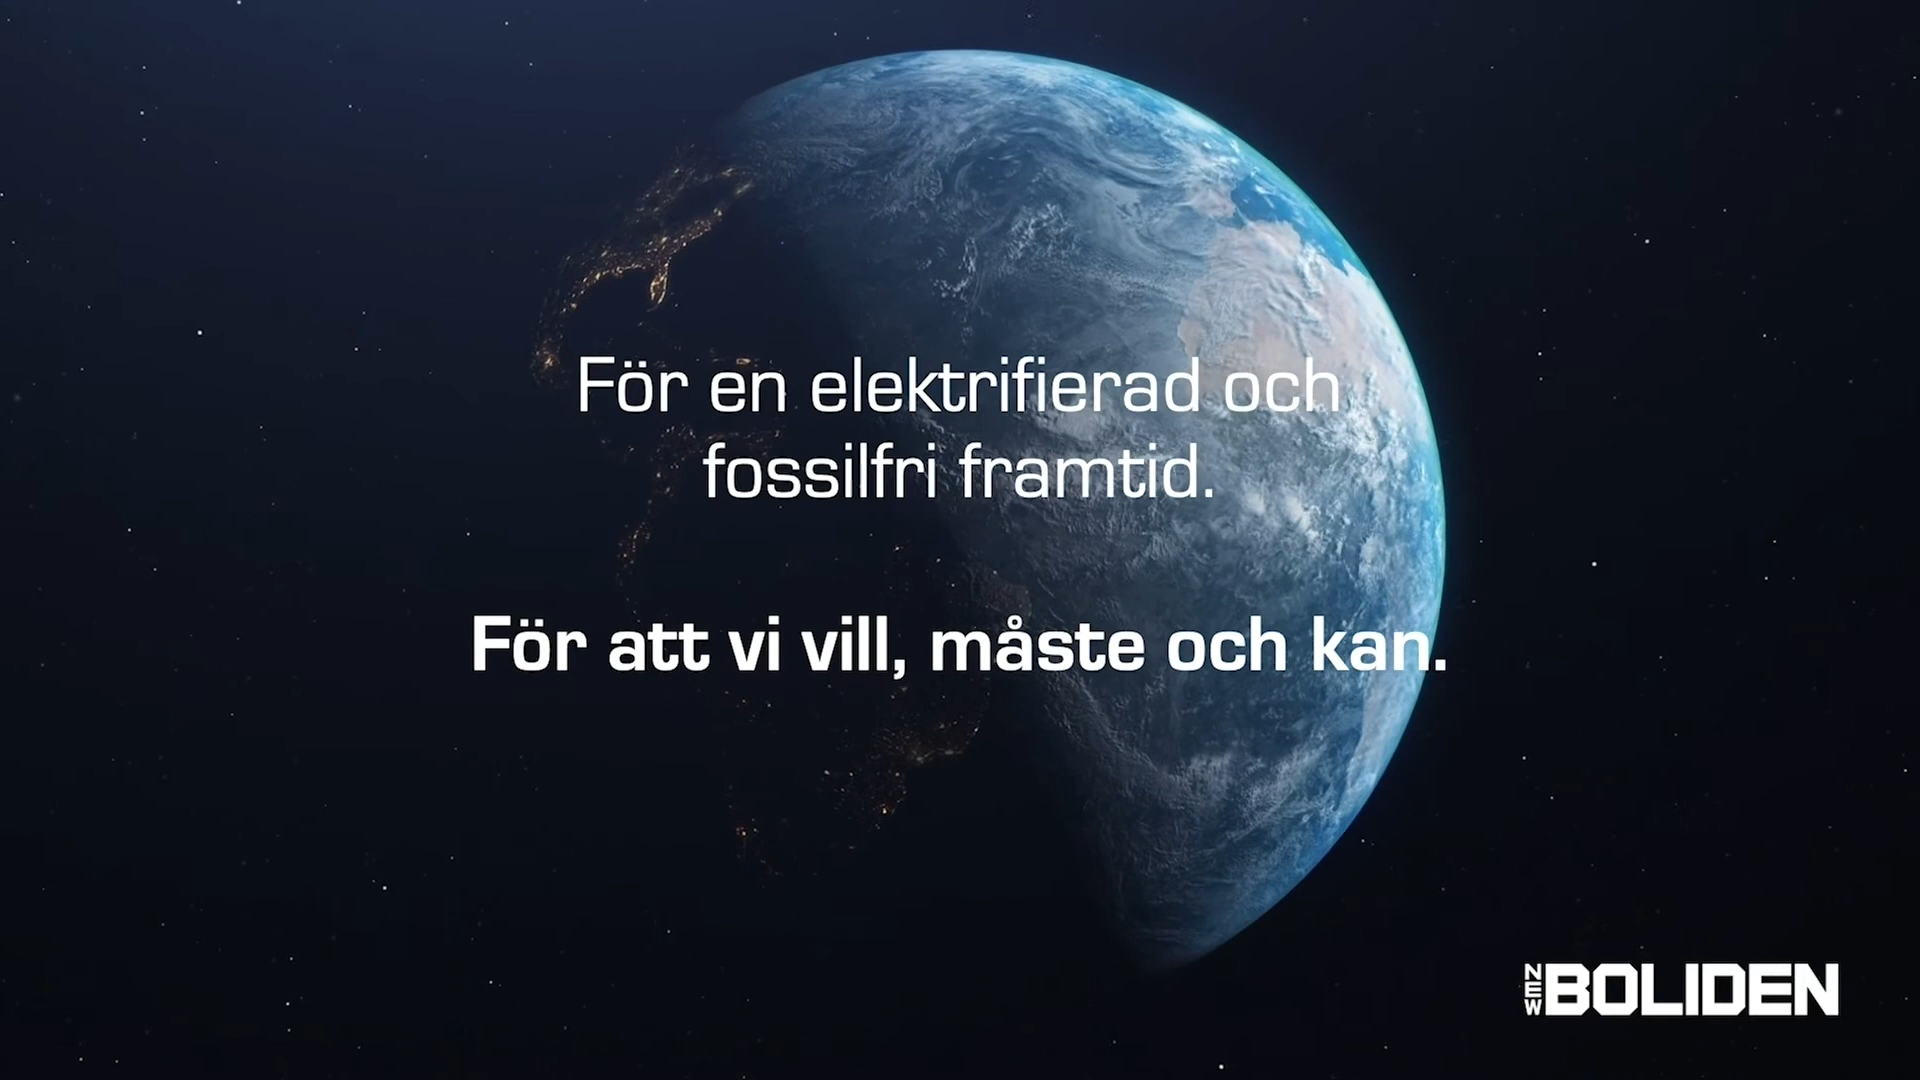 För en elektrifierad och
fossilfri framtid.
För att vi vill, måste och kan.
NEW BOLIDEN